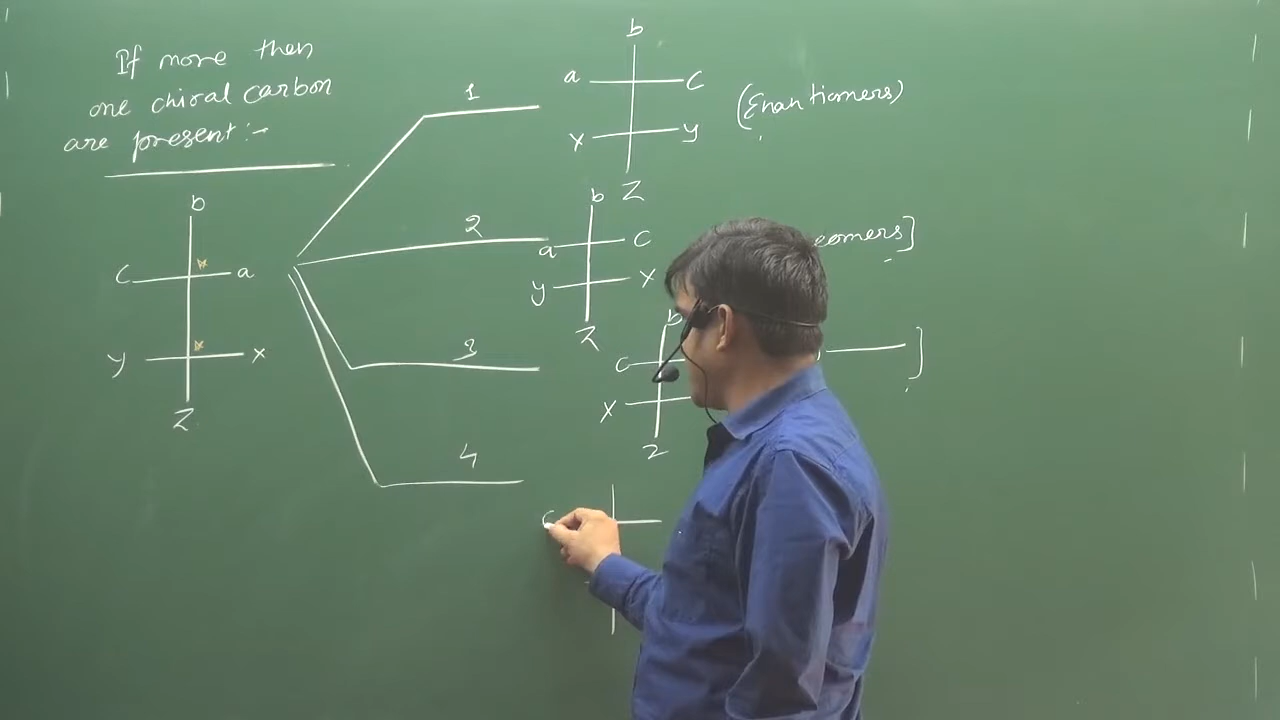 If more then
one chiral carbon
are present:-
b
C a
y x
Z
1
b
a C
x y
Z
(Enantiomers)
2
b
a C
y x
Z
eomers]
3
b
C
x
Z
]
4
C